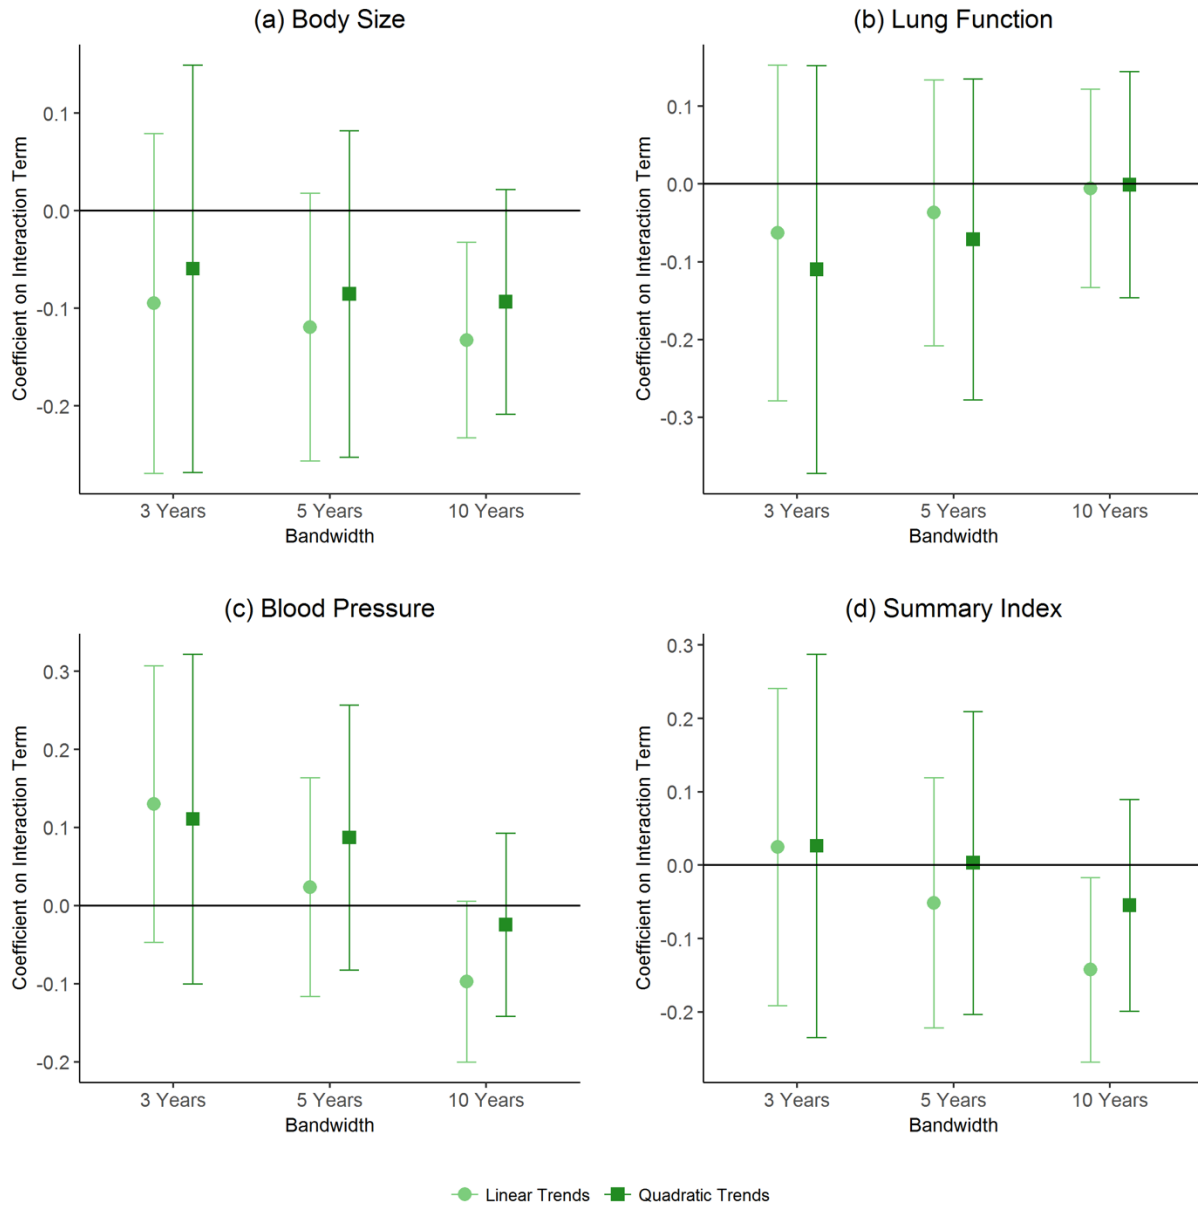 (a) Body Size
Coefficient on Interaction Term
0.1
0.0
-0.1
-0.2
3 Years
5 Years
10 Years
Bandwidth
(b) Lung Function
Coefficient on Interaction Term
0.1
0.0
-0.1
-0.2
-0.3
3 Years
5 Years
10 Years
Bandwidth
(c) Blood Pressure
Coefficient on Interaction Term
0.3
0.2
0.1
0.0
-0.1
-0.2
3 Years
5 Years
10 Years
Bandwidth
(d) Summary Index
Coefficient on Interaction Term
0.3
0.2
0.1
0.0
-0.1
-0.2
3 Years
5 Years
10 Years
Bandwidth
Linear Trends
Quadratic Trends